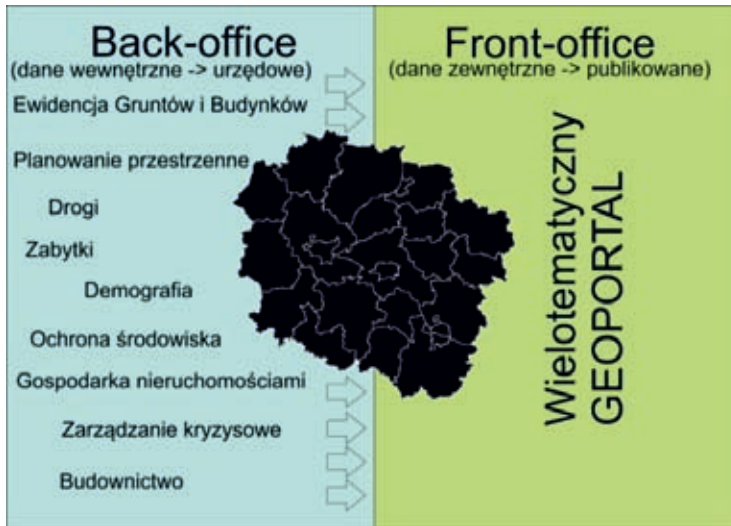 Back-office
(dane wewnętrzne -> urzędowe)
Ewidencja Gruntów i Budynków
Planowanie przestrzenne
Drogi
Zabytki
Demografia
Ochrona środowiska
Gospodarka nieruchomościami
Zarządzanie kryzysowe
Budownictwo
Front-office
(dane zewnętrzne -> publikowane)
Wielotematyczny
GEOPORTAL